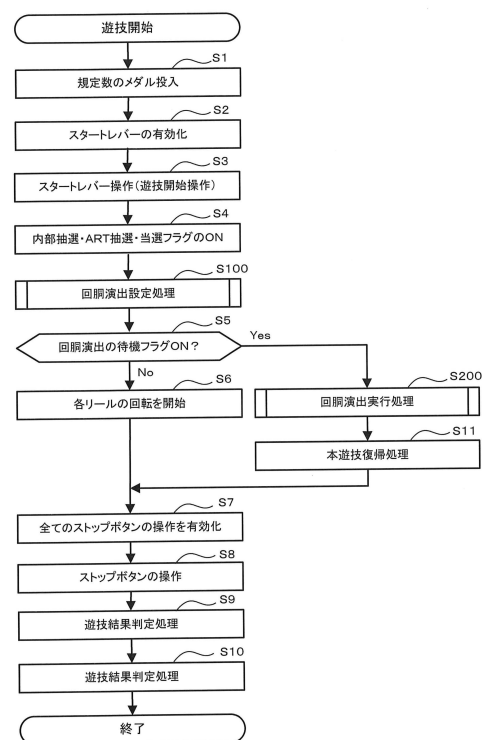 遊技開始
S1
規定数のメダル投入
S2
スタートレバーの有効化
S3
スタートレバー操作(遊技開始操作)
S4
内部抽選・ART抽選・当選フラグのON
S100
回胴演出設定処理
S5
回胴演出の待機フラグON?
Yes
No
S6
各リールの回転を開始
S200
回胴演出実行処理
S11
本遊技復帰処理
S7
全てのストップボタンの操作を有効化
S8
ストップボタンの操作
S9
遊技結果判定処理
S10
遊技結果判定処理
終了